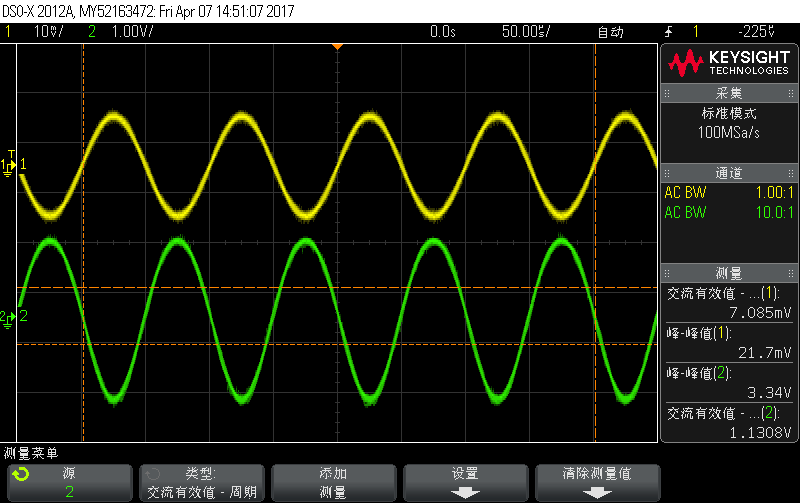 DSO-X 2012A, MY52163472: Fri Apr 07 14:51:07 2017
1 10mV/ 2 1.00V/ 0.0s 50.00us/ 自动 1 -225uV
KEYSIGHT
TECHNOLOGIES
采集
标准模式
100MSa/s
通道
AC BW 1.00:1
AC BW 10.0:1
测量
交流有效值 - ...(1):
7.085mV
峰-峰值(1):
21.7mV
峰-峰值(2):
3.34V
交流有效值 - ...(2):
1.1308V
T
1 1
2 2
测量菜单
源
2
类型:
交流有效值 - 周期
添加
测量
设置
清除测量值